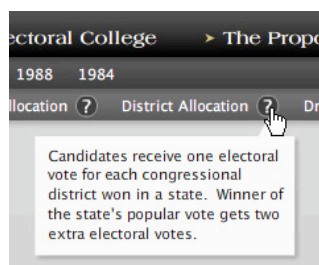 ectoral College > The Propo
1988 1984
llocation ? District Allocation ? Dr
Candidates receive one electoral
vote for each congressional
district won in a state. Winner of
the state's popular vote gets two
extra electoral votes.